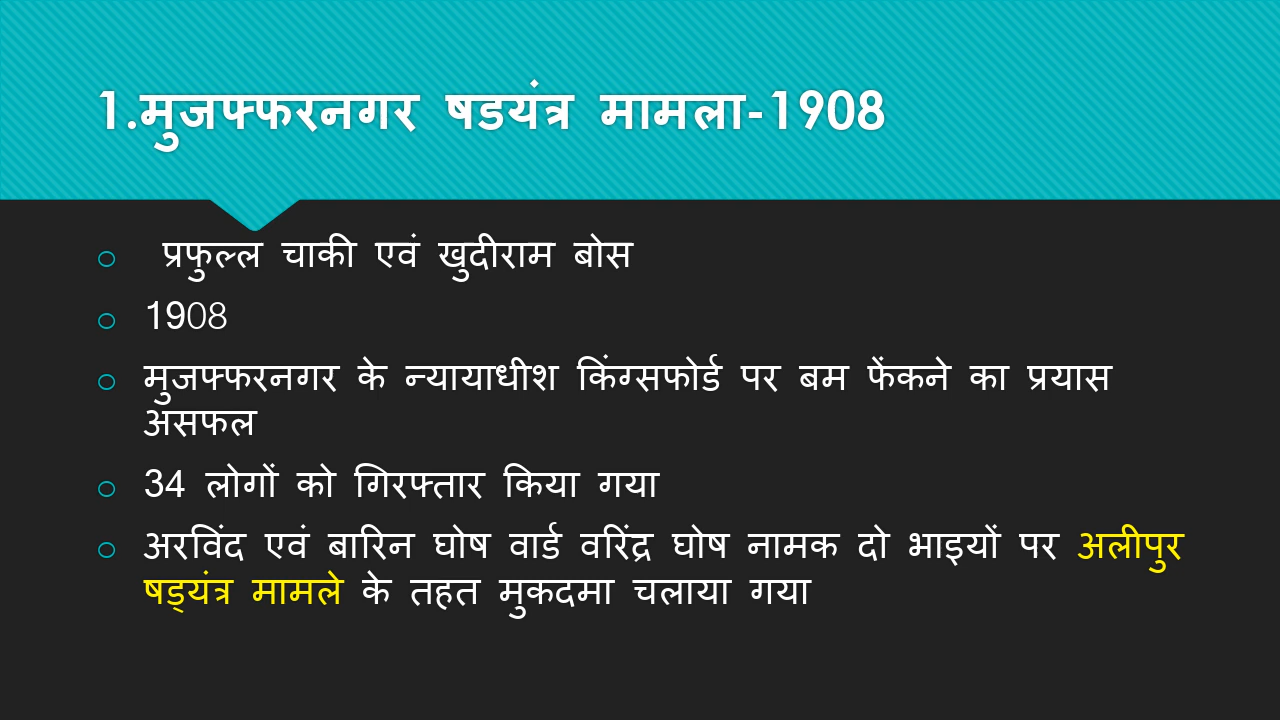 1.मुजफ्फरनगर षडयंत्र मामला-1908
प्रफुल्ल चाकी एवं खुदीराम बोस
1908
मुजफ्फरनगर के न्यायाधीश किंग्सफोर्ड पर बम फेंकने का प्रयास
असफल
34 लोगों को गिरफ्तार किया गया
अरविंद एवं बारिन घोष वार्ड वरिंद्र घोष नामक दो भाइयों पर अलीपुर
षड्यंत्र मामले के तहत मुकदमा चलाया गया